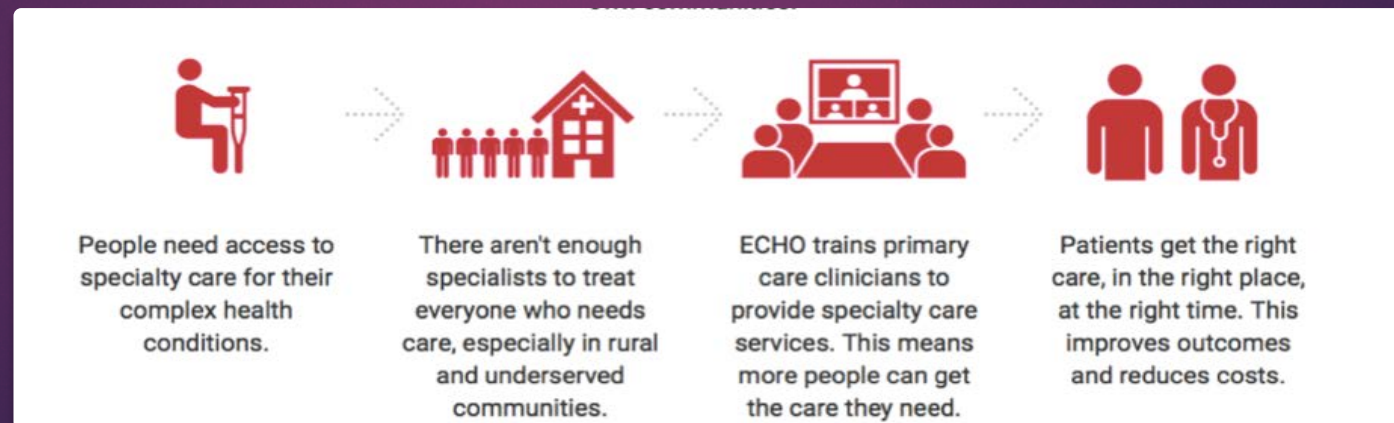 People need access to
specialty care for their
complex health
conditions.
There aren't enough
specialists to treat
everyone who needs
care, especially in rural
and underserved
communities.
ECHO trains primary
care clinicians to
provide specialty care
services. This means
more people can get
the care they need.
Patients get the right
care, in the right place,
at the right time. This
improves outcomes
and reduces costs.